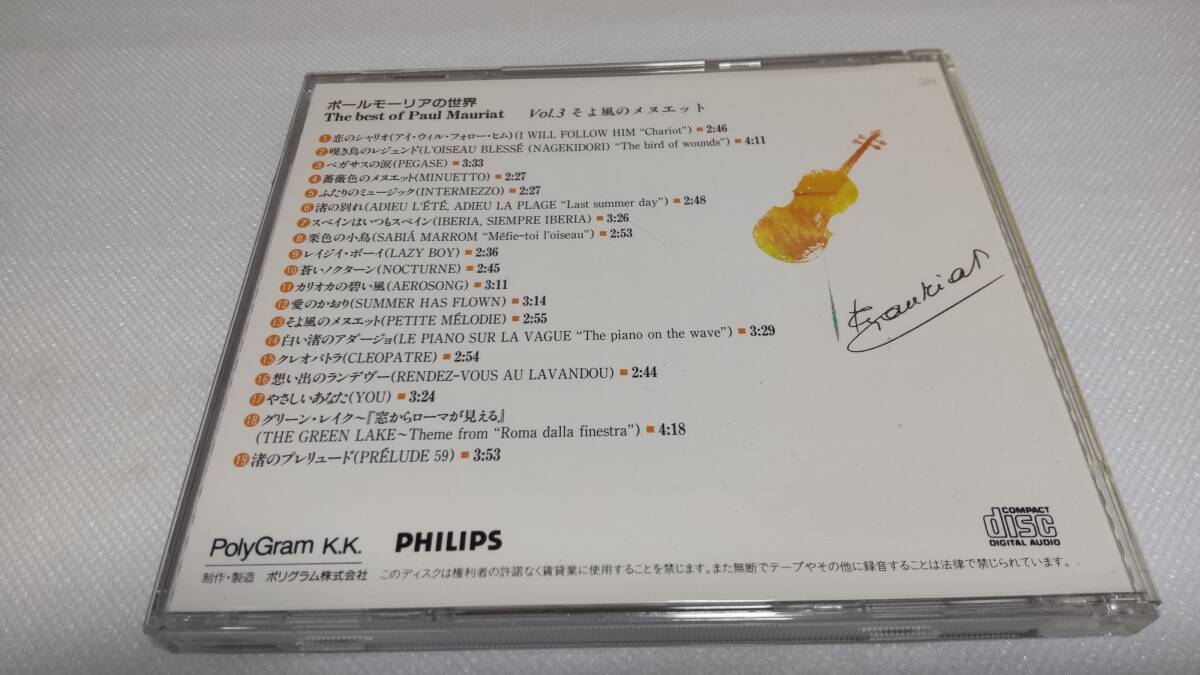 ポールモーリアの世界
The best of Paul Mauriat Vol.3 そよ風のメヌエット
1 恋のシャリオ(アイ・ウィル・フォロー・ヒム)(I WILL FOLLOW HIM “Chariot”) ■ 2:46
2 嘆き鳥のレジェンド(L'OISEAU BLESSÉ (NAGEKIDORI) “The bird of wounds”) ■ 4:11
3 ペガサスの涙(PEGASE) ■ 3:33
4 薔薇色のメヌエット(MINUETTO) ■ 2:27
5 ふたりのミュージック(INTERMEZZO) ■ 2:27
6 渚の別れ(ADIEU L'ÉTÉ, ADIEU LA PLAGE “Last summer day”) ■ 2:48
7 スペインはいつもスペイン(IBERIA, SIEMPRE IBERIA) ■ 3:26
8 栗色の小鳥(SABIÁ MARROM “Méfie-toi l'oiseau”) ■ 2:53
9 レイジイ・ボーイ(LAZY BOY) ■ 2:36
10 蒼いノクターン(NOCTURNE) ■ 2:45
11 カリオカの碧い風(AEROSONG) ■ 3:11
12 愛のかおり(SUMMER HAS FLOWN) ■ 3:14
13 そよ風のメヌエット(PETITE MÉLODIE) ■ 2:55
14 白い渚のアダージョ(LE PIANO SUR LA VAGUE “The piano on the wave”) ■ 3:29
15 クレオパトラ(CLEOPATRE) ■ 2:54
16 想い出のランデヴー(RENDEZ-VOUS AU LAVANDOU) ■ 2:44
17 やさしいあなた(YOU) ■ 3:24
18 グリーン・レイク~『窓からローマが見える』
(THE GREEN LAKE~Theme from “Roma dalla finestra”) ■ 4:18
19 渚のプレリュード(PRÉLUDE 59) ■ 3:53
Mauriat
PolyGram K.K. PHILIPS
COMPACT
disc
DIGITAL AUDIO
制作・製造 ポリグラム株式会社 このディスクは権利者の許諾なく賃貸業に使用することを禁じます。また無断でテープやその他に録音することは法律で禁じられています。